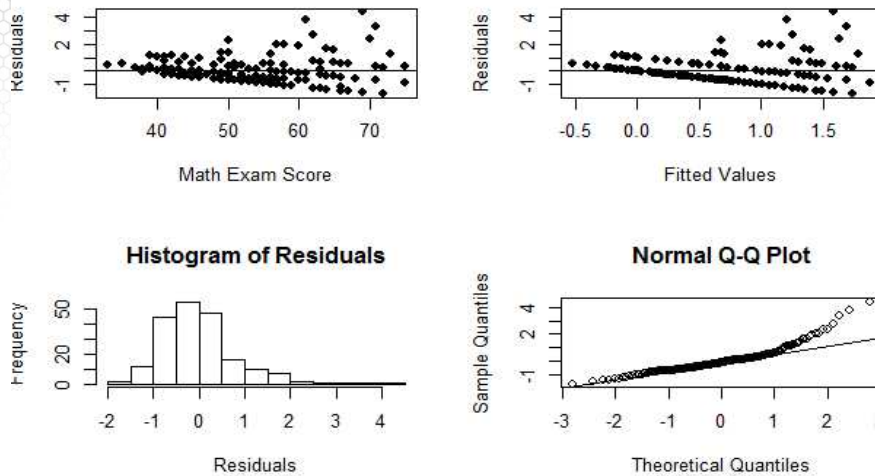 Residuals
4
2
-1
40 50 60 70
Math Exam Score
Residuals
4
2
-1
-0.5 0.0 0.5 1.0 1.5
Fitted Values
Histogram of Residuals
Frequency
50
20
0
-2 -1 0 1 2 3 4
Residuals
Normal Q-Q Plot
Sample Quantiles
4
2
-1
-3 -2 -1 0 1 2
Theoretical Quantiles